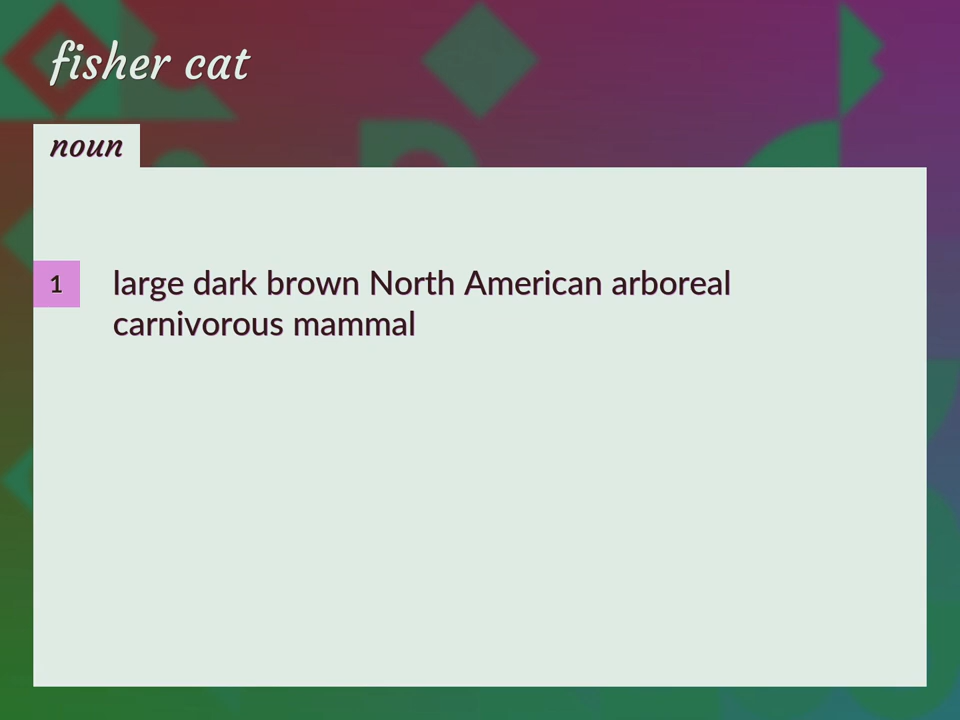 fisher cat
noun
1
large dark brown North American arboreal
carnivorous mammal